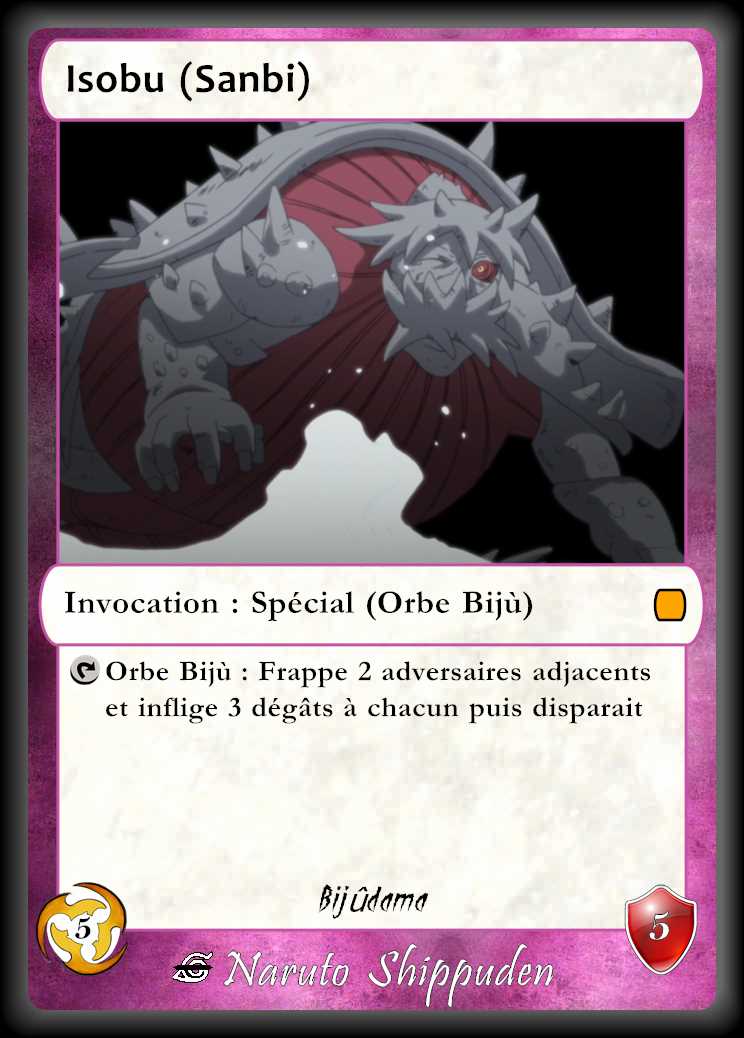 Isobu (Sanbi)
Invocation : Spécial (Orbe Bijù)
Orbe Bijù : Frappe 2 adversaires adjacents
et inflige 3 dégâts à chacun puis disparait
Bijûdama
5
5
Naruto Shippuden